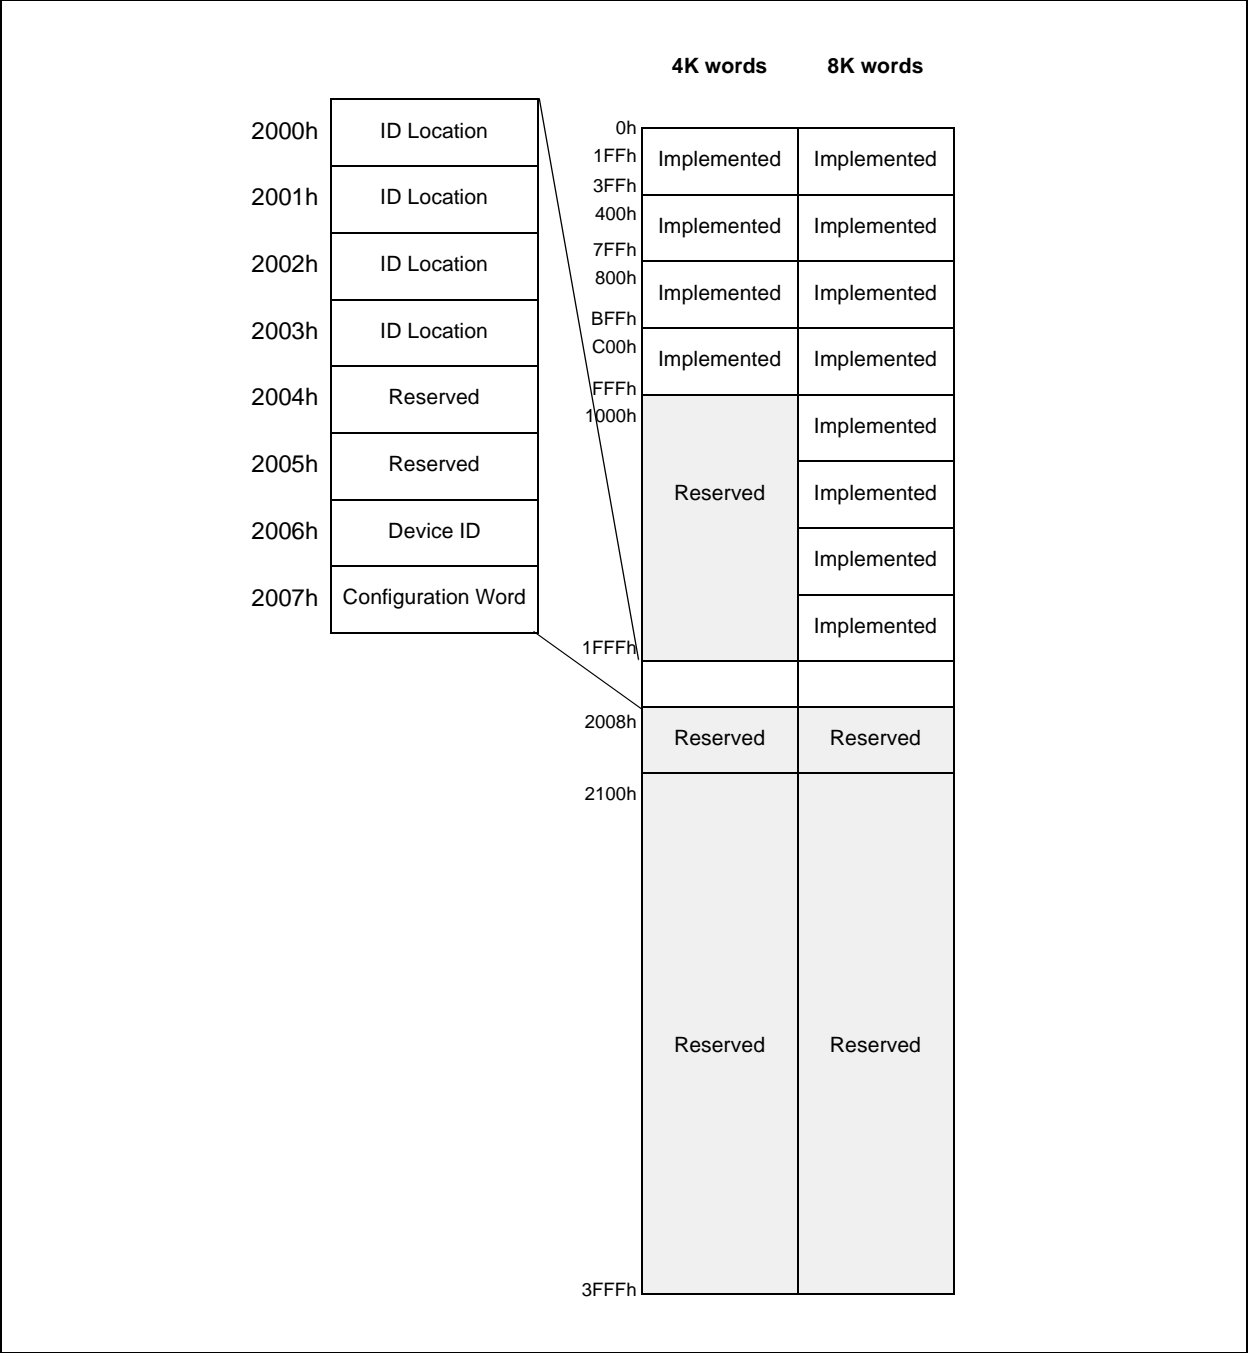 4K words 8K words
2000h ID Location
2001h ID Location
2002h ID Location
2003h ID Location
2004h Reserved
2005h Reserved
2006h Device ID
2007h Configuration Word
0h
1FFh Implemented Implemented
3FFh
400h Implemented Implemented
7FFh
800h Implemented Implemented
BFFh
C00h Implemented Implemented
FFFh
1000h Implemented
Reserved Implemented
Implemented
Implemented
1FFFh
2008h Reserved Reserved
2100h
Reserved Reserved
3FFFh